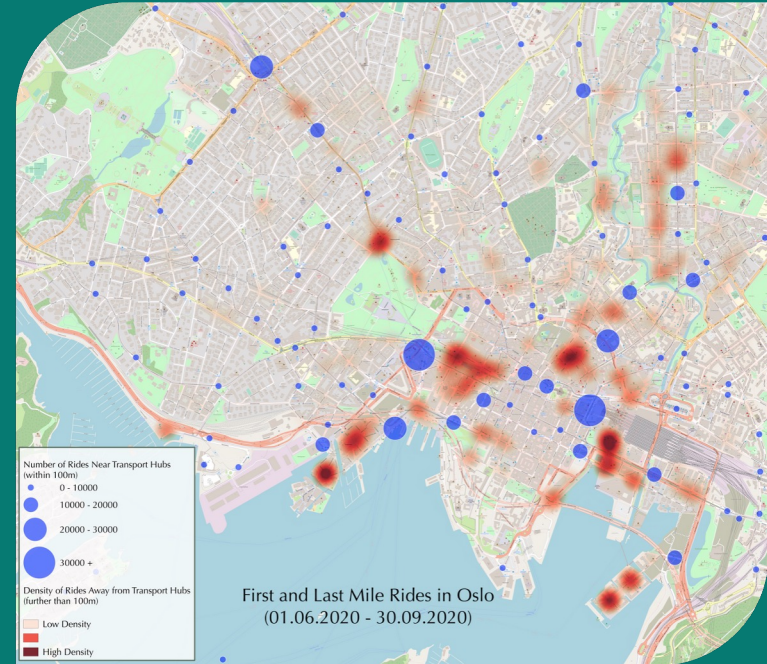 Number of Rides Near Transport Hubs
(within 100m)
0 - 10000
10000 - 20000
20000 - 30000
30000 +
Density of Rides Away from Transport Hubs
(further than 100m)
Low Density
High Density
First and Last Mile Rides in Oslo
(01.06.2020 - 30.09.2020)